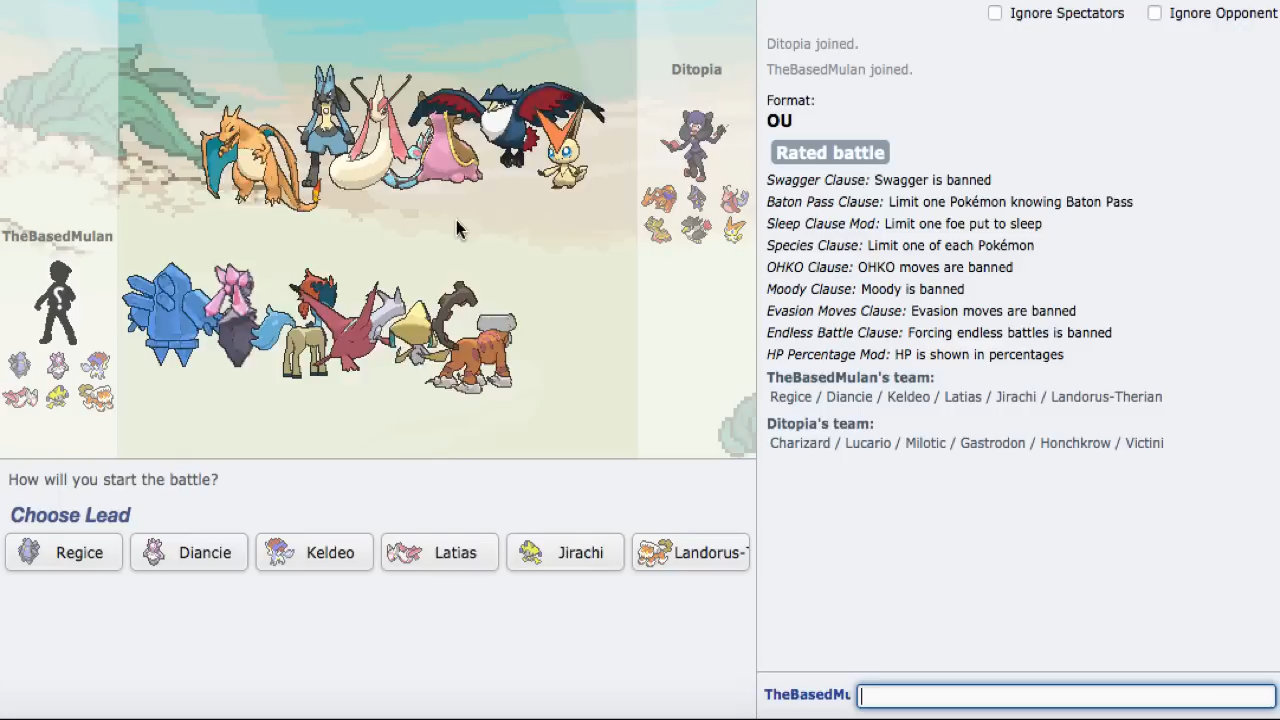 Ignore Spectators Ignore Opponent
Ditopia
TheBasedMulan
How will you start the battle?
Choose Lead
Regice Diancie Keldeo Latias Jirachi Landorus-
Ditopia joined.
TheBasedMulan joined.
Format:
OU
Rated battle
Swagger Clause: Swagger is banned
Baton Pass Clause: Limit one Pokémon knowing Baton Pass
Sleep Clause Mod: Limit one foe put to sleep
Species Clause: Limit one of each Pokémon
OHKO Clause: OHKO moves are banned
Moody Clause: Moody is banned
Evasion Moves Clause: Evasion moves are banned
Endless Battle Clause: Forcing endless battles is banned
HP Percentage Mod: HP is shown in percentages
TheBasedMulan's team:
Regice / Diancie / Keldeo / Latias / Jirachi / Landorus-Therian
Ditopia's team:
Charizard / Lucario / Milotic / Gastrodon / Honchkrow / Victini
TheBasedMu